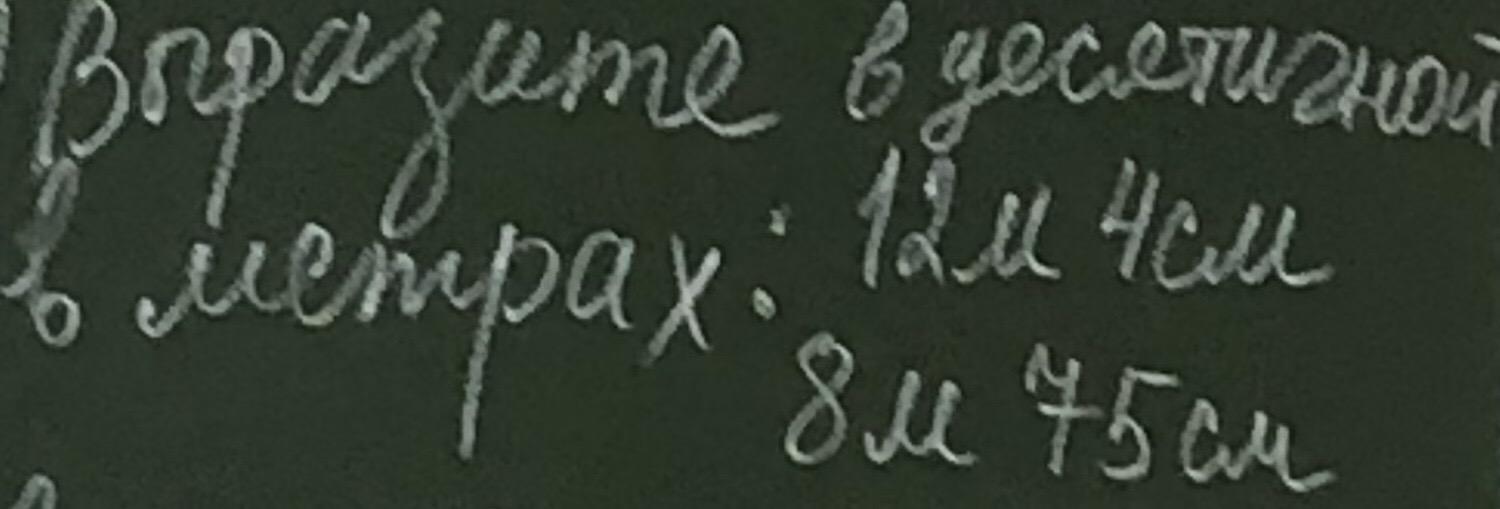 Выразите в десятичной
в метрах: 12м 4см
8м 75см